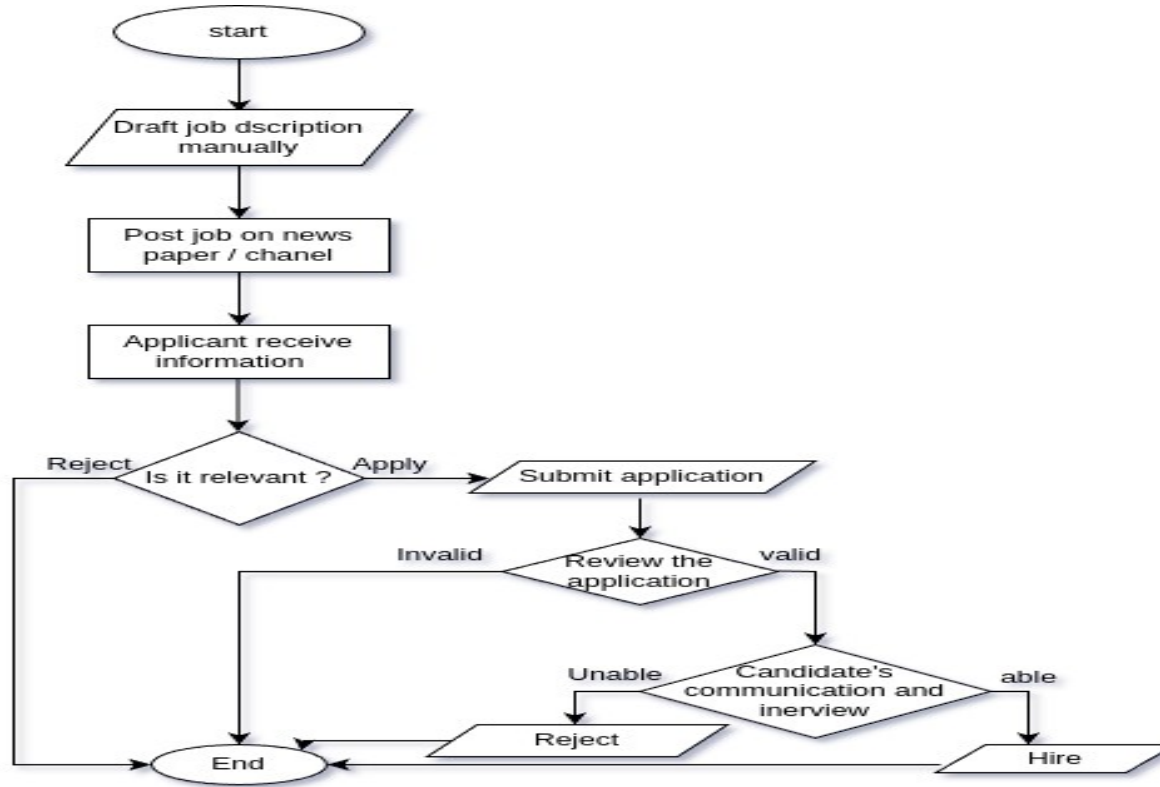 start
Draft job dscription
manually
Post job on news
paper / chanel
Applicant receive
information
Reject
Is it relevant ?
Apply
Submit application
Invalid
Review the
application
valid
Unable
Candidate's
communication and
inerview
able
Reject
Hire
End